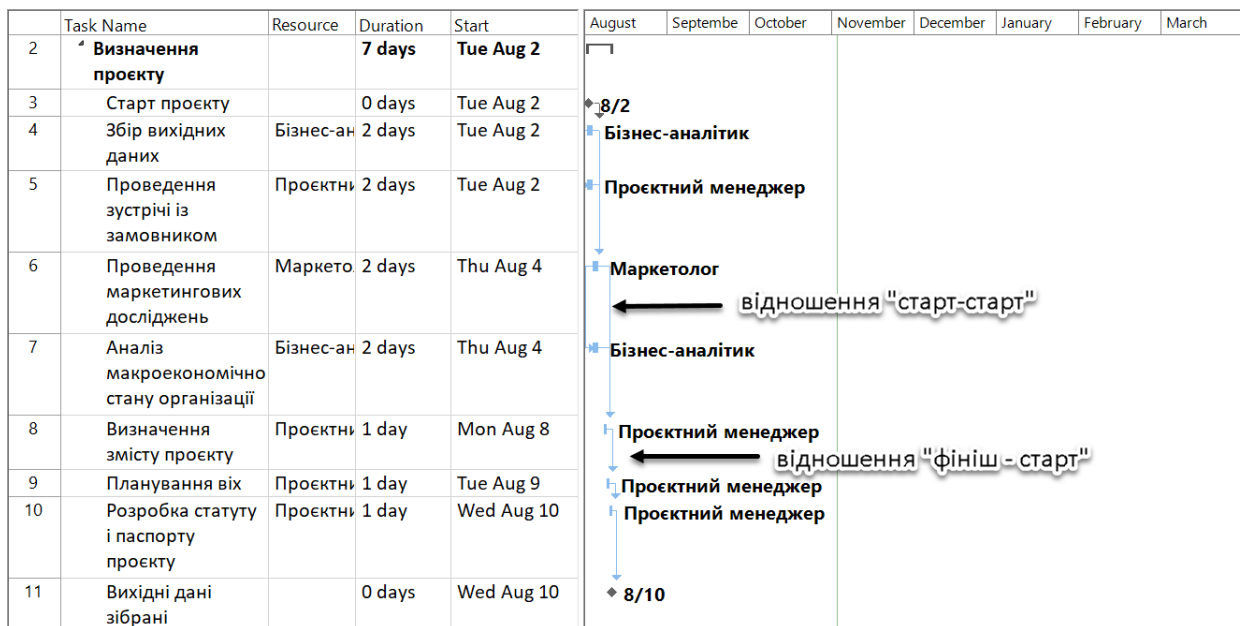 Task Name Resource Duration Start August Septembe October November December January February March
2 Визначення 7 days Tue Aug 2
проєкту
3 Старт проєкту 0 days Tue Aug 2 8/2
4 Збір вихідних Бізнес-ан 2 days Tue Aug 2 Бізнес-аналітик
даних
5 Проведення Проєктни 2 days Tue Aug 2 Проєктний менеджер
зустрічі із
замовником
6 Проведення Маркето. 2 days Thu Aug 4 Маркетолог
маркетингових
досліджень
відношення "старт-старт"
7 Аналіз Бізнес-ан 2 days Thu Aug 4 Бізнес-аналітик
макроекономічно
стану організації
8 Визначення Проєктни 1 day Mon Aug 8 Проєктний менеджер
змісту проєкту
відношення "фініш - старт"
9 Планування віх Проєктни 1 day Tue Aug 9 Проєктний менеджер
10 Розробка статуту Проєктни 1 day Wed Aug 10 Проєктний менеджер
і паспорту
проєкту
11 Вихідні дані 0 days Wed Aug 10 8/10
зібрані